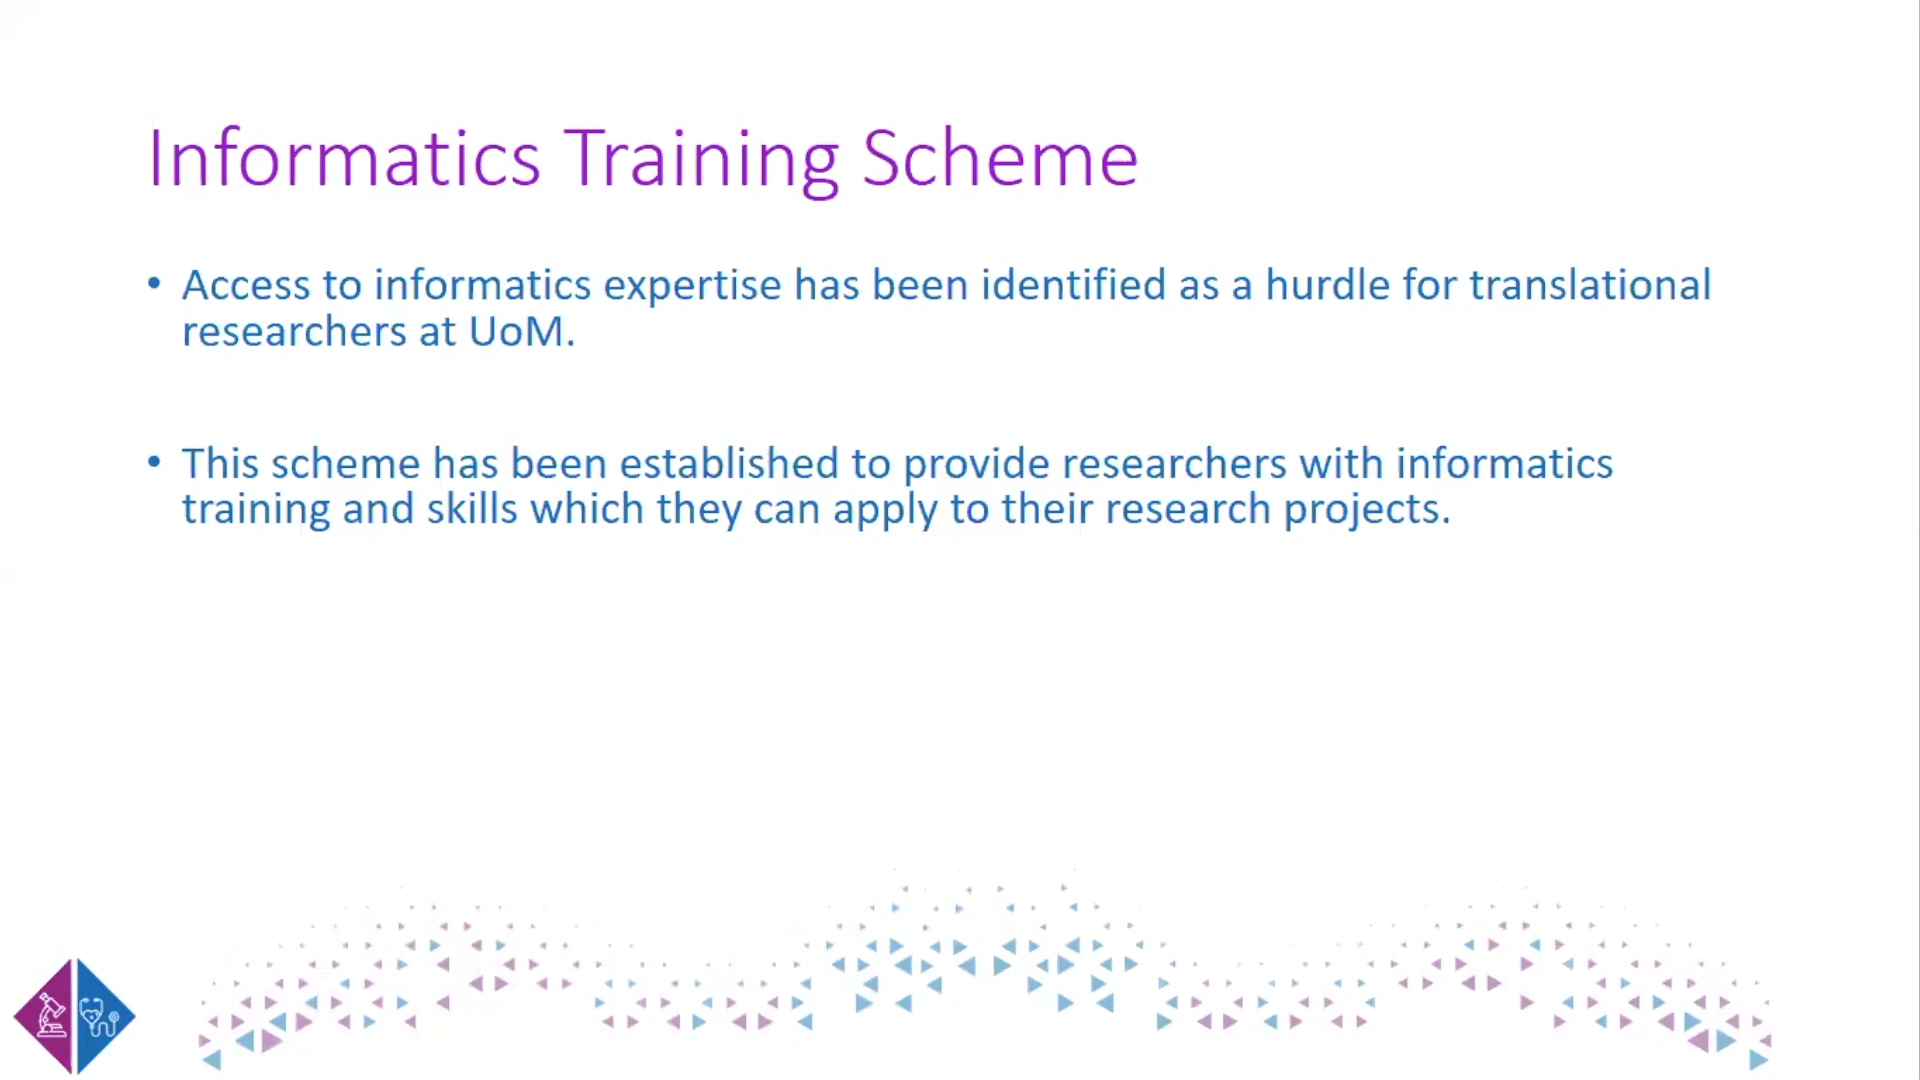 Informatics Training Scheme
• Access to informatics expertise has been identified as a hurdle for translational
researchers at UoM.
• This scheme has been established to provide researchers with informatics
training and skills which they can apply to their research projects.